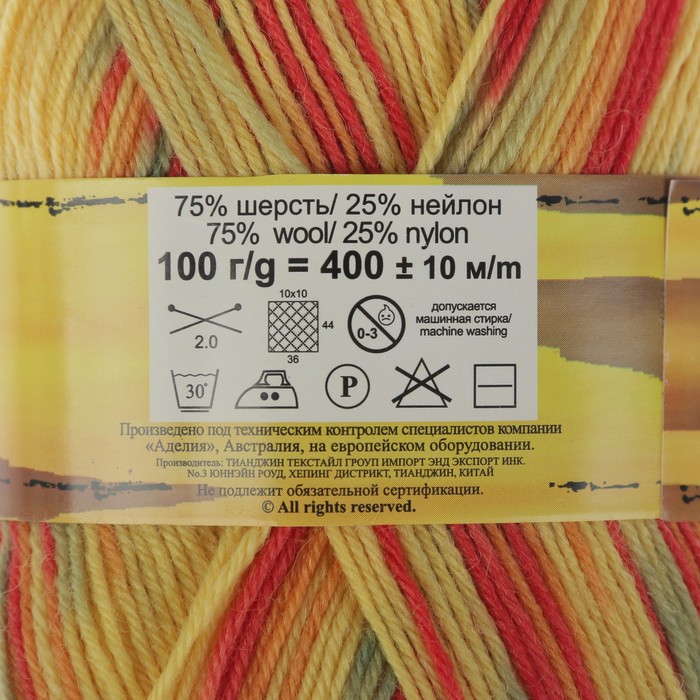 75% шерсть/ 25% нейлон
75% wool/ 25% nylon
100 г/g = 400 ± 10 м/m
2.0
10x10
44
36
0-3
допускается
машинная стирка/
machine washing
30°
P
Произведено под техническим контролем специалистов компании
«Аделия», Австралия, на европейском оборудовании.
Производитель: ТИАНДЖИН ТЕКСТАЙЛ ГРОУП ИМПОРТ ЭНД ЭКСПОРТ ИНК.
No.3 ЮННЭЙН РОУД, ХЕПИНГ ДИСТРИКТ, ТИАНДЖИН, КИТАЙ
Не подлежит обязательной сертификации.
© All rights reserved.